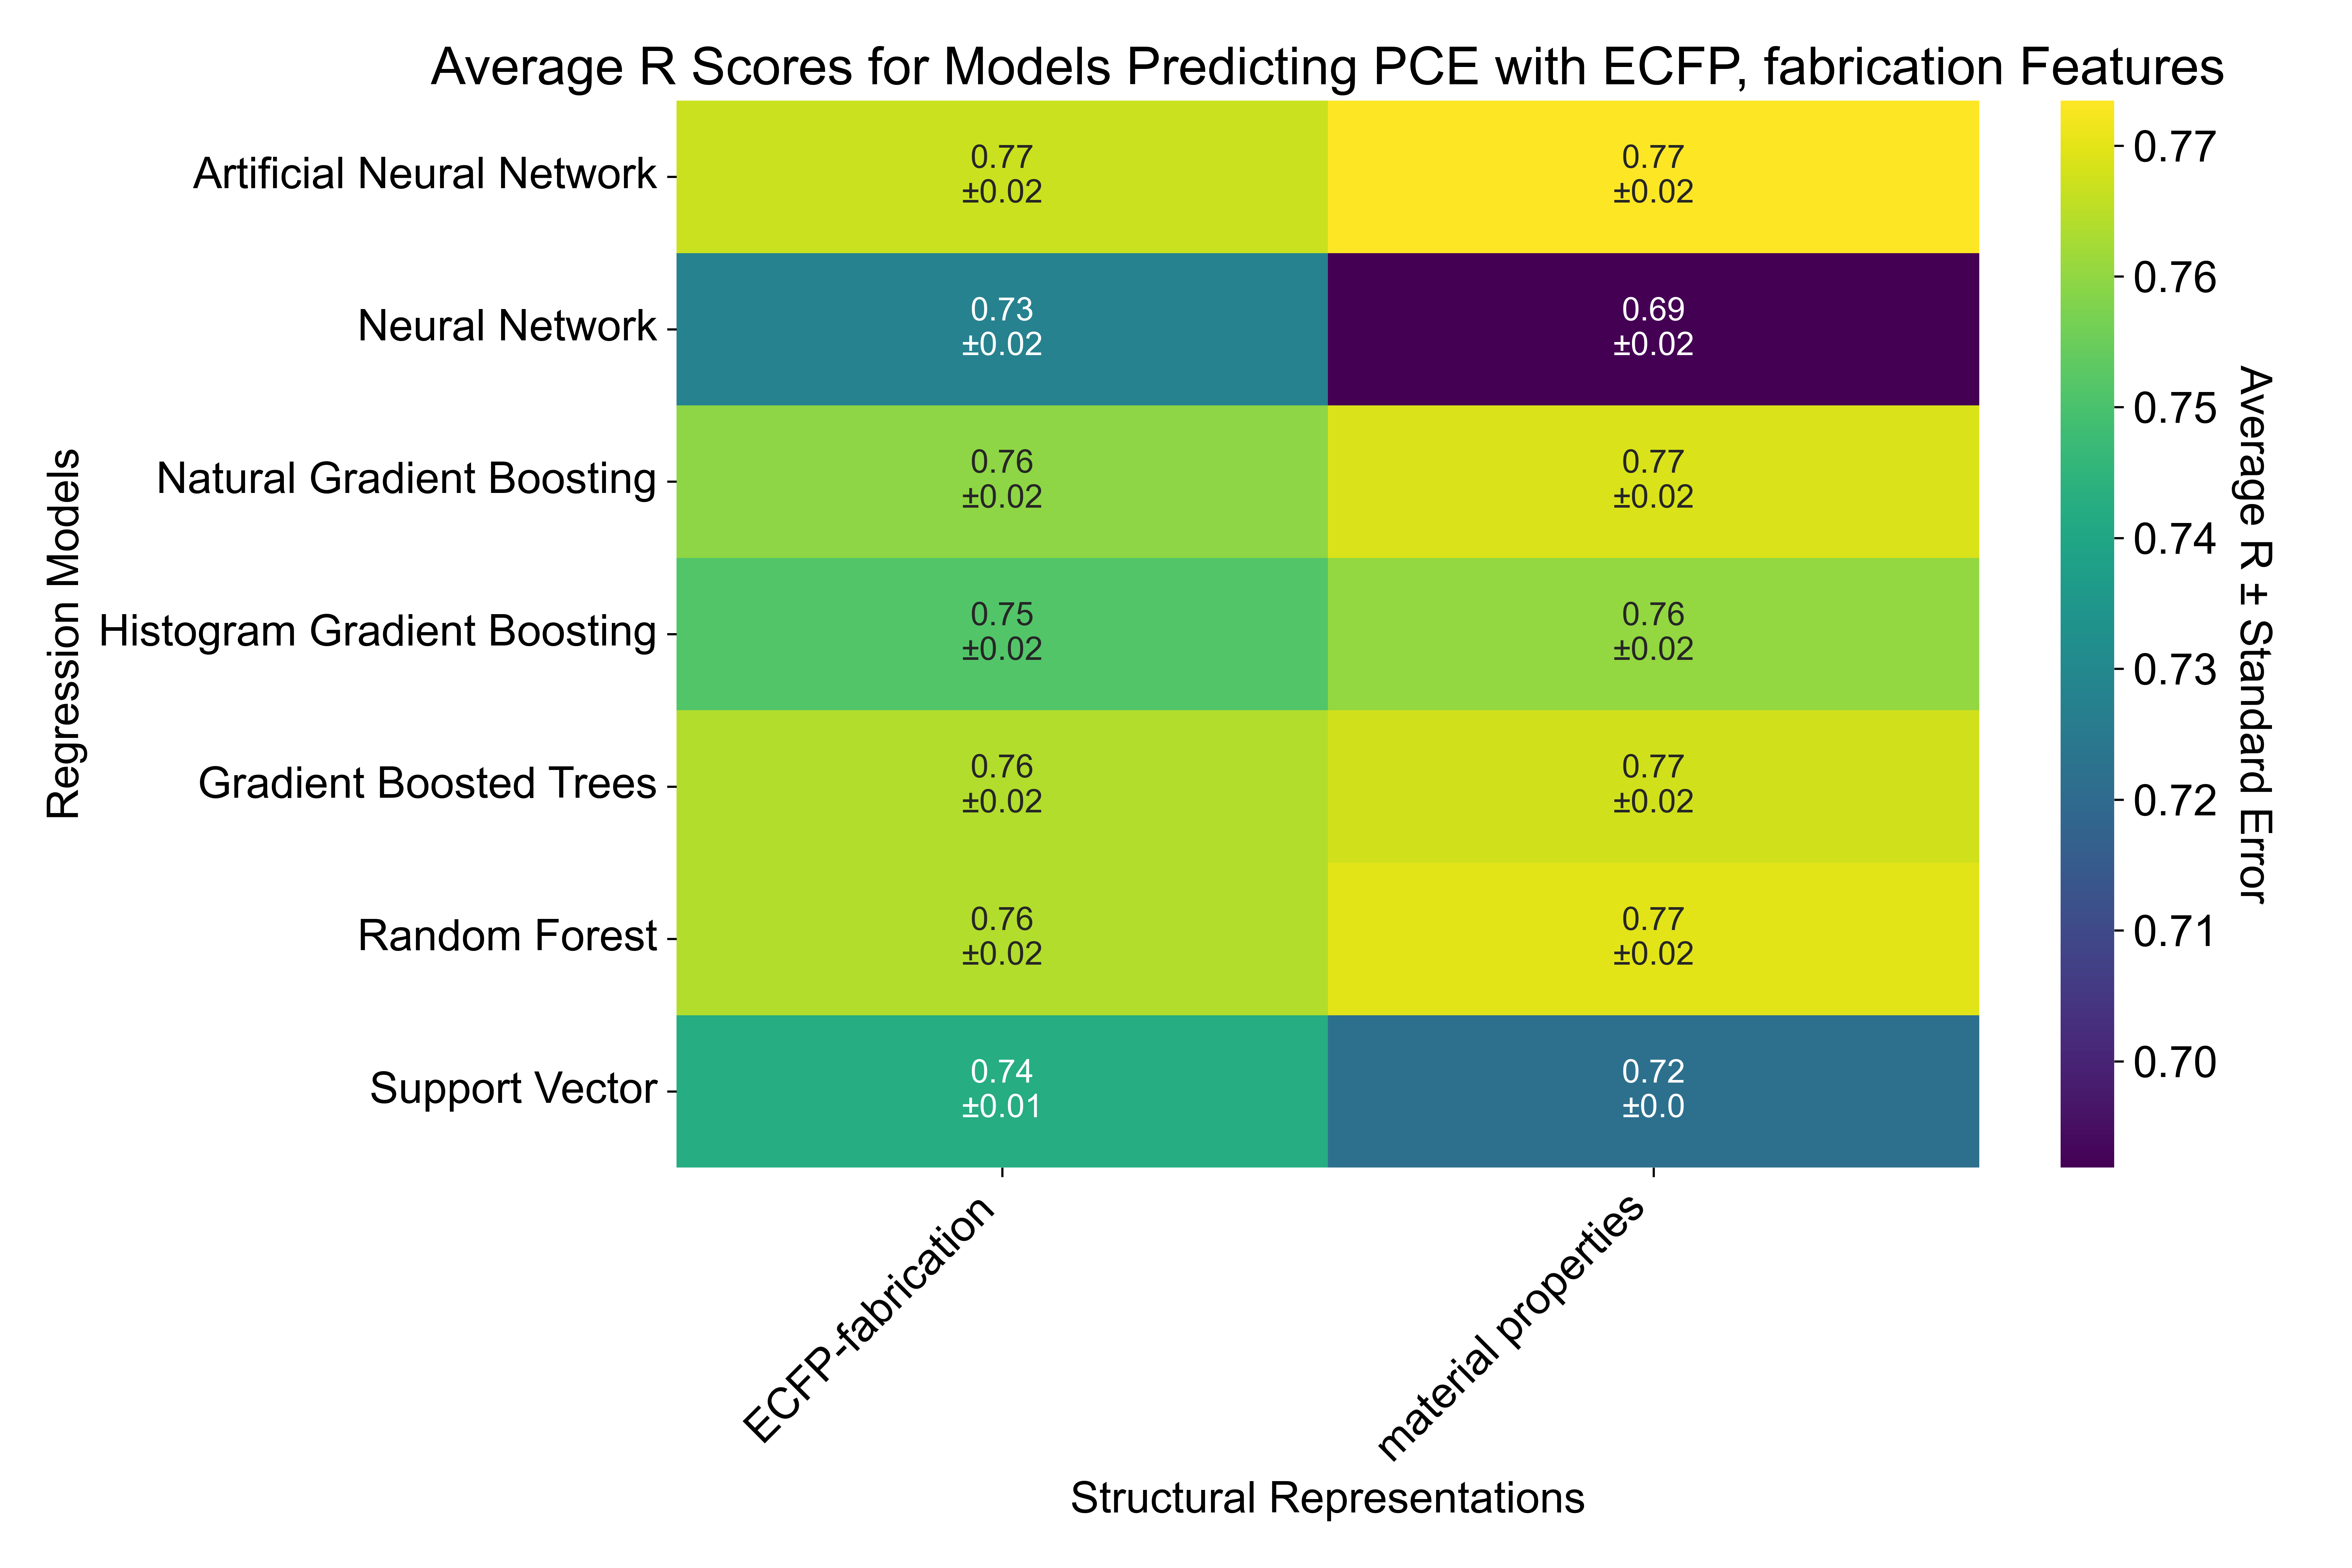 Average R Scores for Models Predicting PCE with ECFP, fabrication Features
Regression Models
Artificial Neural Network
0.77
±0.02
0.77
±0.02
Neural Network
0.73
±0.02
0.69
±0.02
Natural Gradient Boosting
0.76
±0.02
0.77
±0.02
Histogram Gradient Boosting
0.75
±0.02
0.76
±0.02
Gradient Boosted Trees
0.76
±0.02
0.77
±0.02
Random Forest
0.76
±0.02
0.77
±0.02
Support Vector
0.74
±0.01
0.72
±0.0
ECFP-fabrication
material properties
Structural Representations
0.77
0.76
0.75
0.74
0.73
0.72
0.71
0.70
Average R ± Standard Error